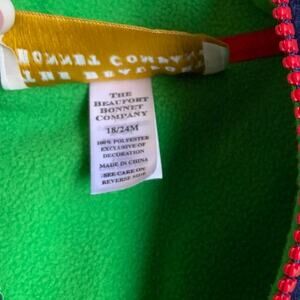 BONNET COMPANY
THE BEAUFORT
THE
BEAUFORT
BONNET
COMPANY
18/24M
100% POLYESTER
EXCLUSIVE OF
DECORATION
MADE IN CHINA
SEE CARE ON
REVERSE SIDE